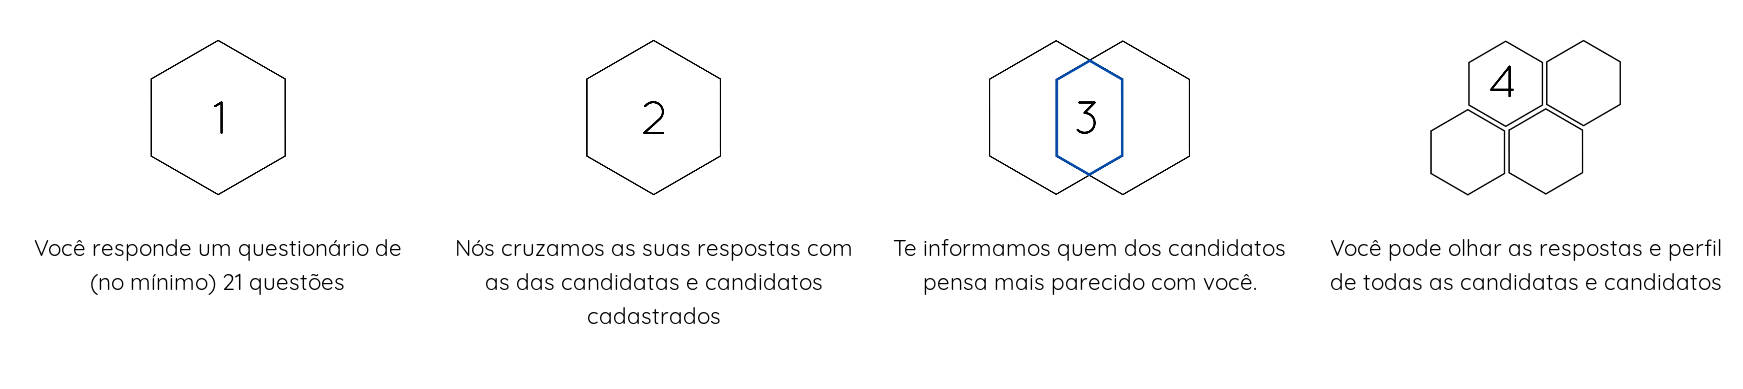 1
Você responde um questionário de
(no mínimo) 21 questões
2
Nós cruzamos as suas respostas com
as das candidatas e candidatos
cadastrados
3
Te informamos quem dos candidatos
pensa mais parecido com você.
4
Você pode olhar as respostas e perfil
de todas as candidatas e candidatos